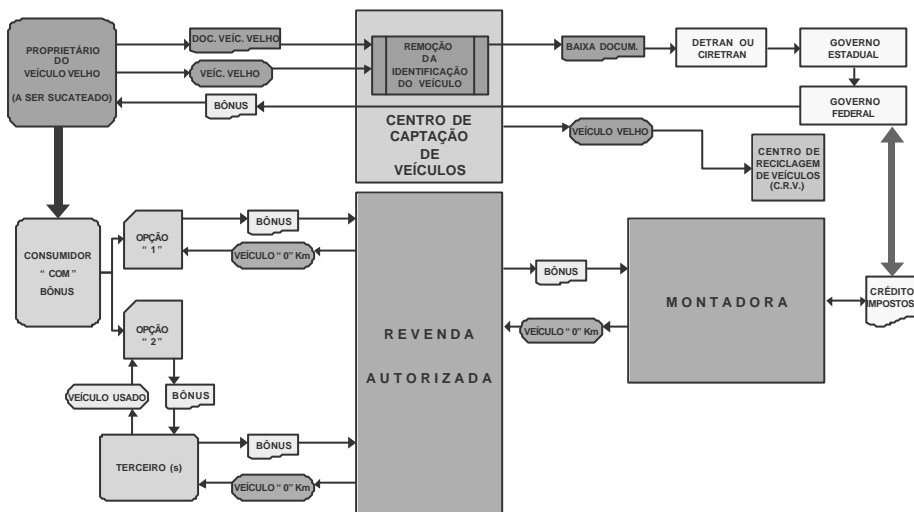 PROPRIETÁRIO
DO
VEÍCULO VELHO
(A SER SUCATEADO)
DOC. VEÍC. VELHO
VEÍC. VELHO
BÔNUS
REMOÇÃO
DA
IDENTIFICAÇÃO
DO VEÍCULO
CENTRO DE
CAPTAÇÃO
DE
VEÍCULOS
BAIXA DOCUM.
DETRAN OU
CIRETRAN
GOVERNO
ESTADUAL
GOVERNO
FEDERAL
VEÍCULO VELHO
CENTRO DE
RECICLAGEM
DE VEÍCULOS
(C.R.V.)
CONSUMIDOR
“ COM ”
BÔNUS
OPÇÃO
“ 1 ”
BÔNUS
VEÍCULO “ 0” Km
OPÇÃO
“ 2 ”
VEÍCULO USADO
BÔNUS
TERCEIRO (s)
BÔNUS
VEÍCULO “ 0” Km
REVENDA
AUTORIZADA
BÔNUS
VEÍCULO “ 0” Km
MONTADORA
CRÉDITO
IMPOSTOS